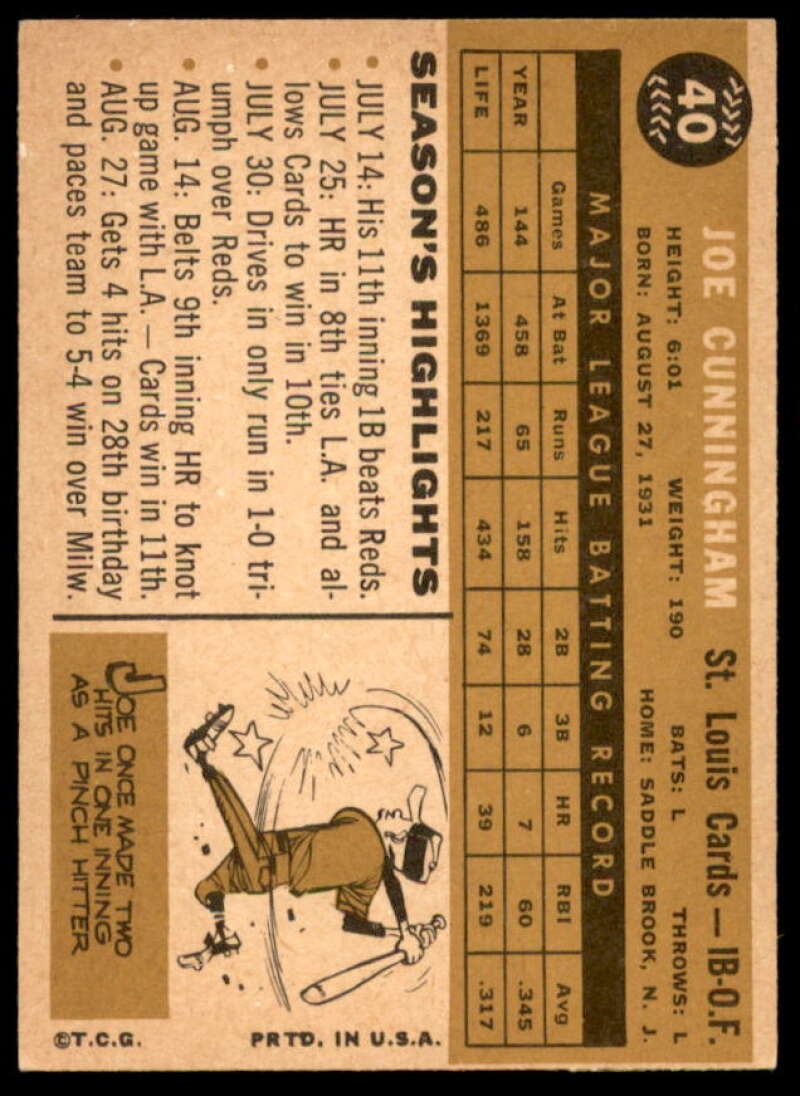 40
JOE CUNNINGHAM St. Louis Cards — 1B-O.F.
HEIGHT: 6:01 WEIGHT: 190 BATS: L THROWS: L
BORN: AUGUST 27, 1931 HOME: SADDLE BROOK, N. J.
MAJOR LEAGUE BATTING RECORD
Games At Bat Runs Hits 2B 3B HR RBI Avg
YEAR 144 458 65 158 28 6 7 60 .345
LIFE 486 1369 217 434 74 12 39 219 .317
SEASON'S HIGHLIGHTS
• JULY 14: His 11th inning 1B beats Reds.
• JULY 25: HR in 8th ties L.A. and al-
lows Cards to win in 10th.
• JULY 30: Drives in only run in 1-0 tri-
umph over Reds.
• AUG. 14: Belts 9th inning HR to knot
up game with L.A. — Cards win in 11th.
• AUG. 27: Gets 4 hits on 28th birthday
and paces team to 5-4 win over Milw.
JOE ONCE MADE TWO
HITS IN ONE INNING
AS A PINCH HITTER
©T.C.G. PRTD. IN U.S.A.